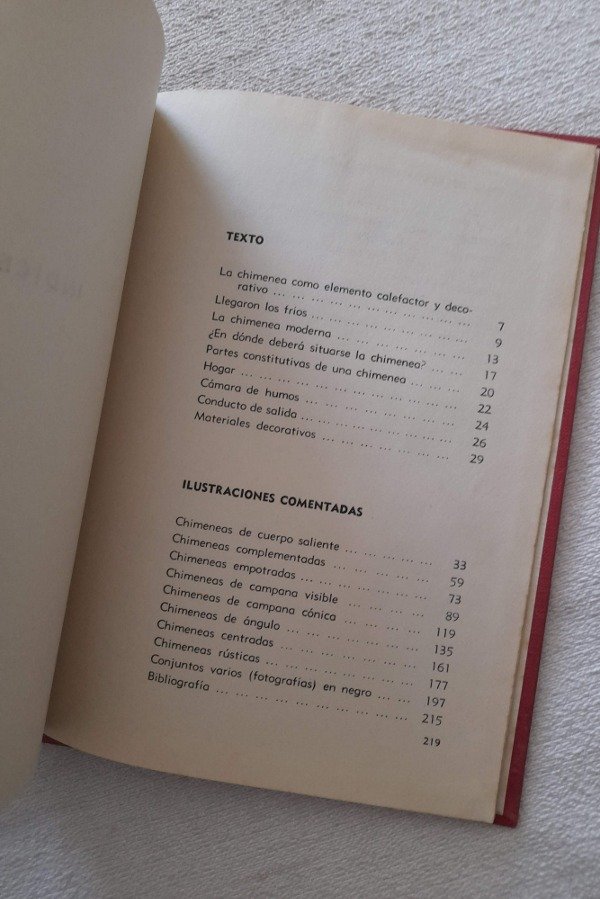 TEXTO
La chimenea como elemento calefactor y deco-
rativo ... ... ... ... ... ... ... ... ... ... ... 7
Llegaron los fríos ... ... ... ... ... ... ... ... 9
La chimenea moderna ... ... ... ... ... ... ... 13
¿En dónde deberá situarse la chimenea? ... ... 17
Partes constitutivas de una chimenea ... ... ... 20
Hogar ... ... ... ... ... ... ... ... ... ... ... 22
Cámara de humos ... ... ... ... ... ... ... ... 24
Conducto de salida ... ... ... ... ... ... ... ... 26
Materiales decorativos ... ... ... ... ... ... ... 29
ILUSTRACIONES COMENTADAS
Chimeneas de cuerpo saliente ... ... ... ... ... 33
Chimeneas complementadas ... ... ... ... ... ... 59
Chimeneas empotradas ... ... ... ... ... ... ... 73
Chimeneas de campana visible ... ... ... ... ... 89
Chimeneas de campana cónica ... ... ... ... ... 119
Chimeneas de ángulo ... ... ... ... ... ... ... 135
Chimeneas centradas ... ... ... ... ... ... ... 161
Chimeneas rústicas ... ... ... ... ... ... ... ... 177
Conjuntos varios (fotografías) en negro ... ... ... 197
Bibliografía ... ... ... ... ... ... ... ... ... ... 215
219